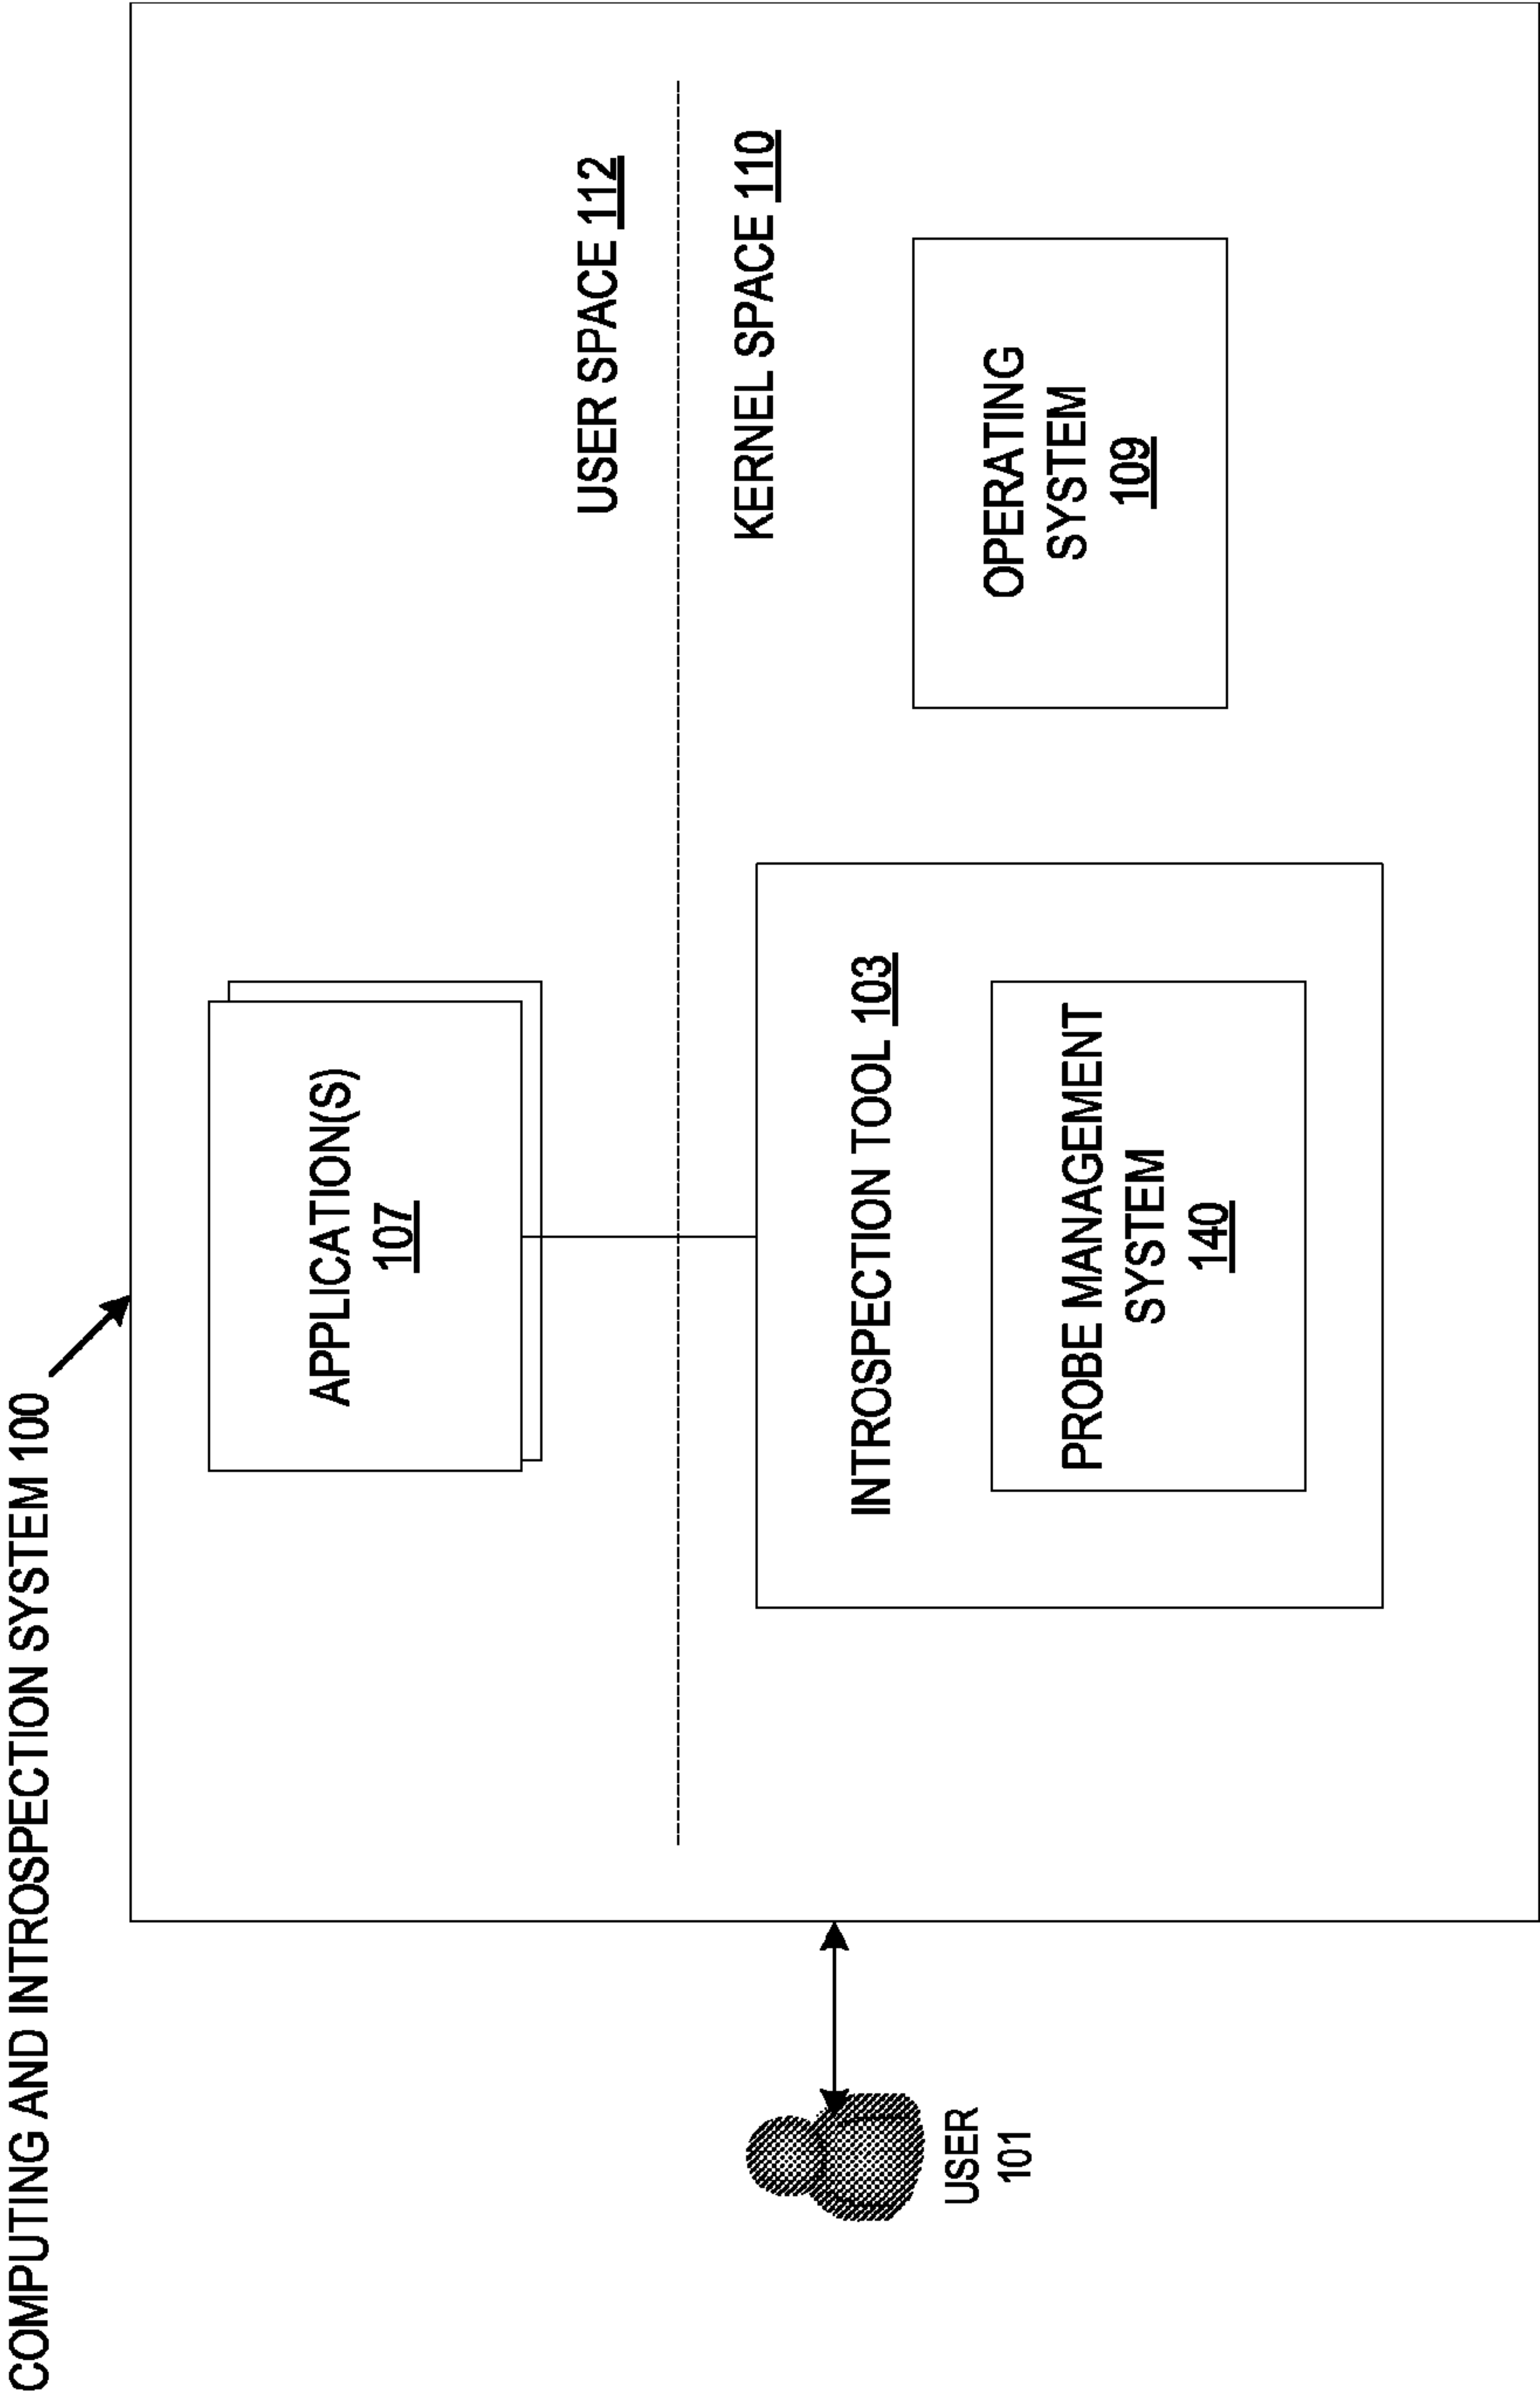 COMPUTING AND INTROSPECTION SYSTEM 100
APPLICATION(S)
107
USER SPACE 112
KERNEL SPACE 110
INTROSPECTION TOOL 103
PROBE MANAGEMENT
SYSTEM
140
OPERATING
SYSTEM
109
USER
101